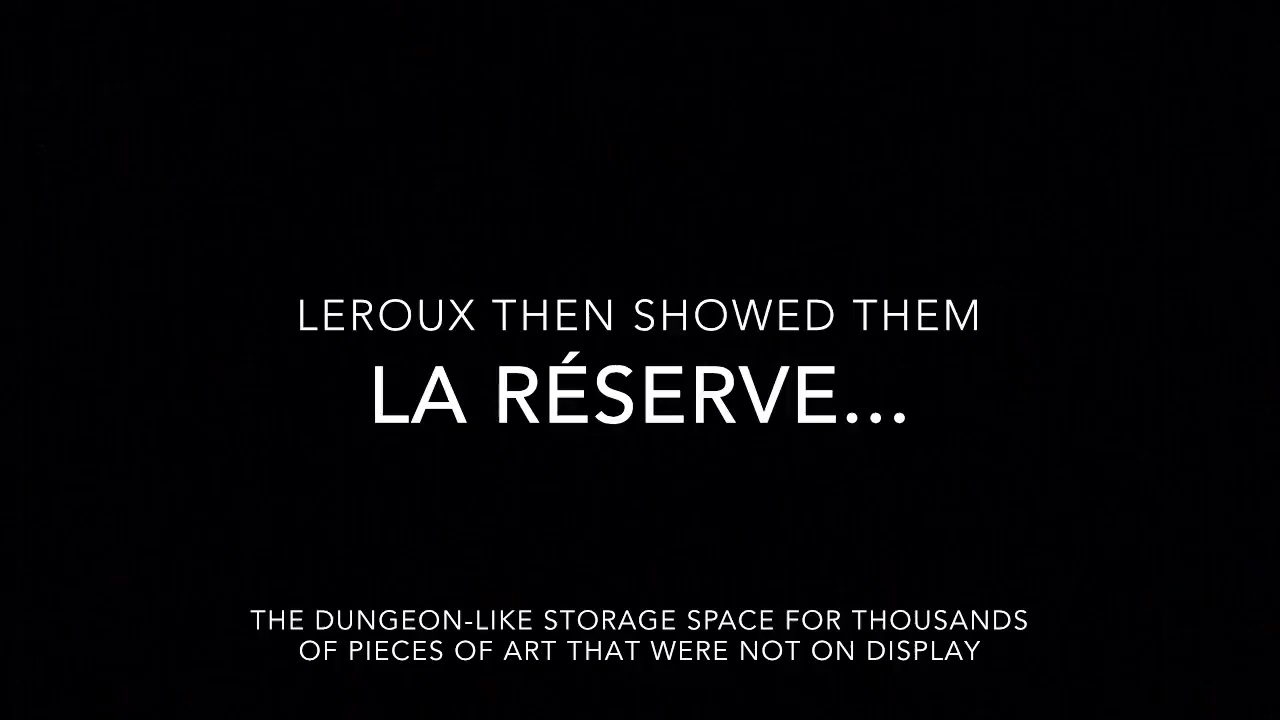 LEROUX THEN SHOWED THEM
LA RÉSERVE...
THE DUNGEON-LIKE STORAGE SPACE FOR THOUSANDS
OF PIECES OF ART THAT WERE NOT ON DISPLAY